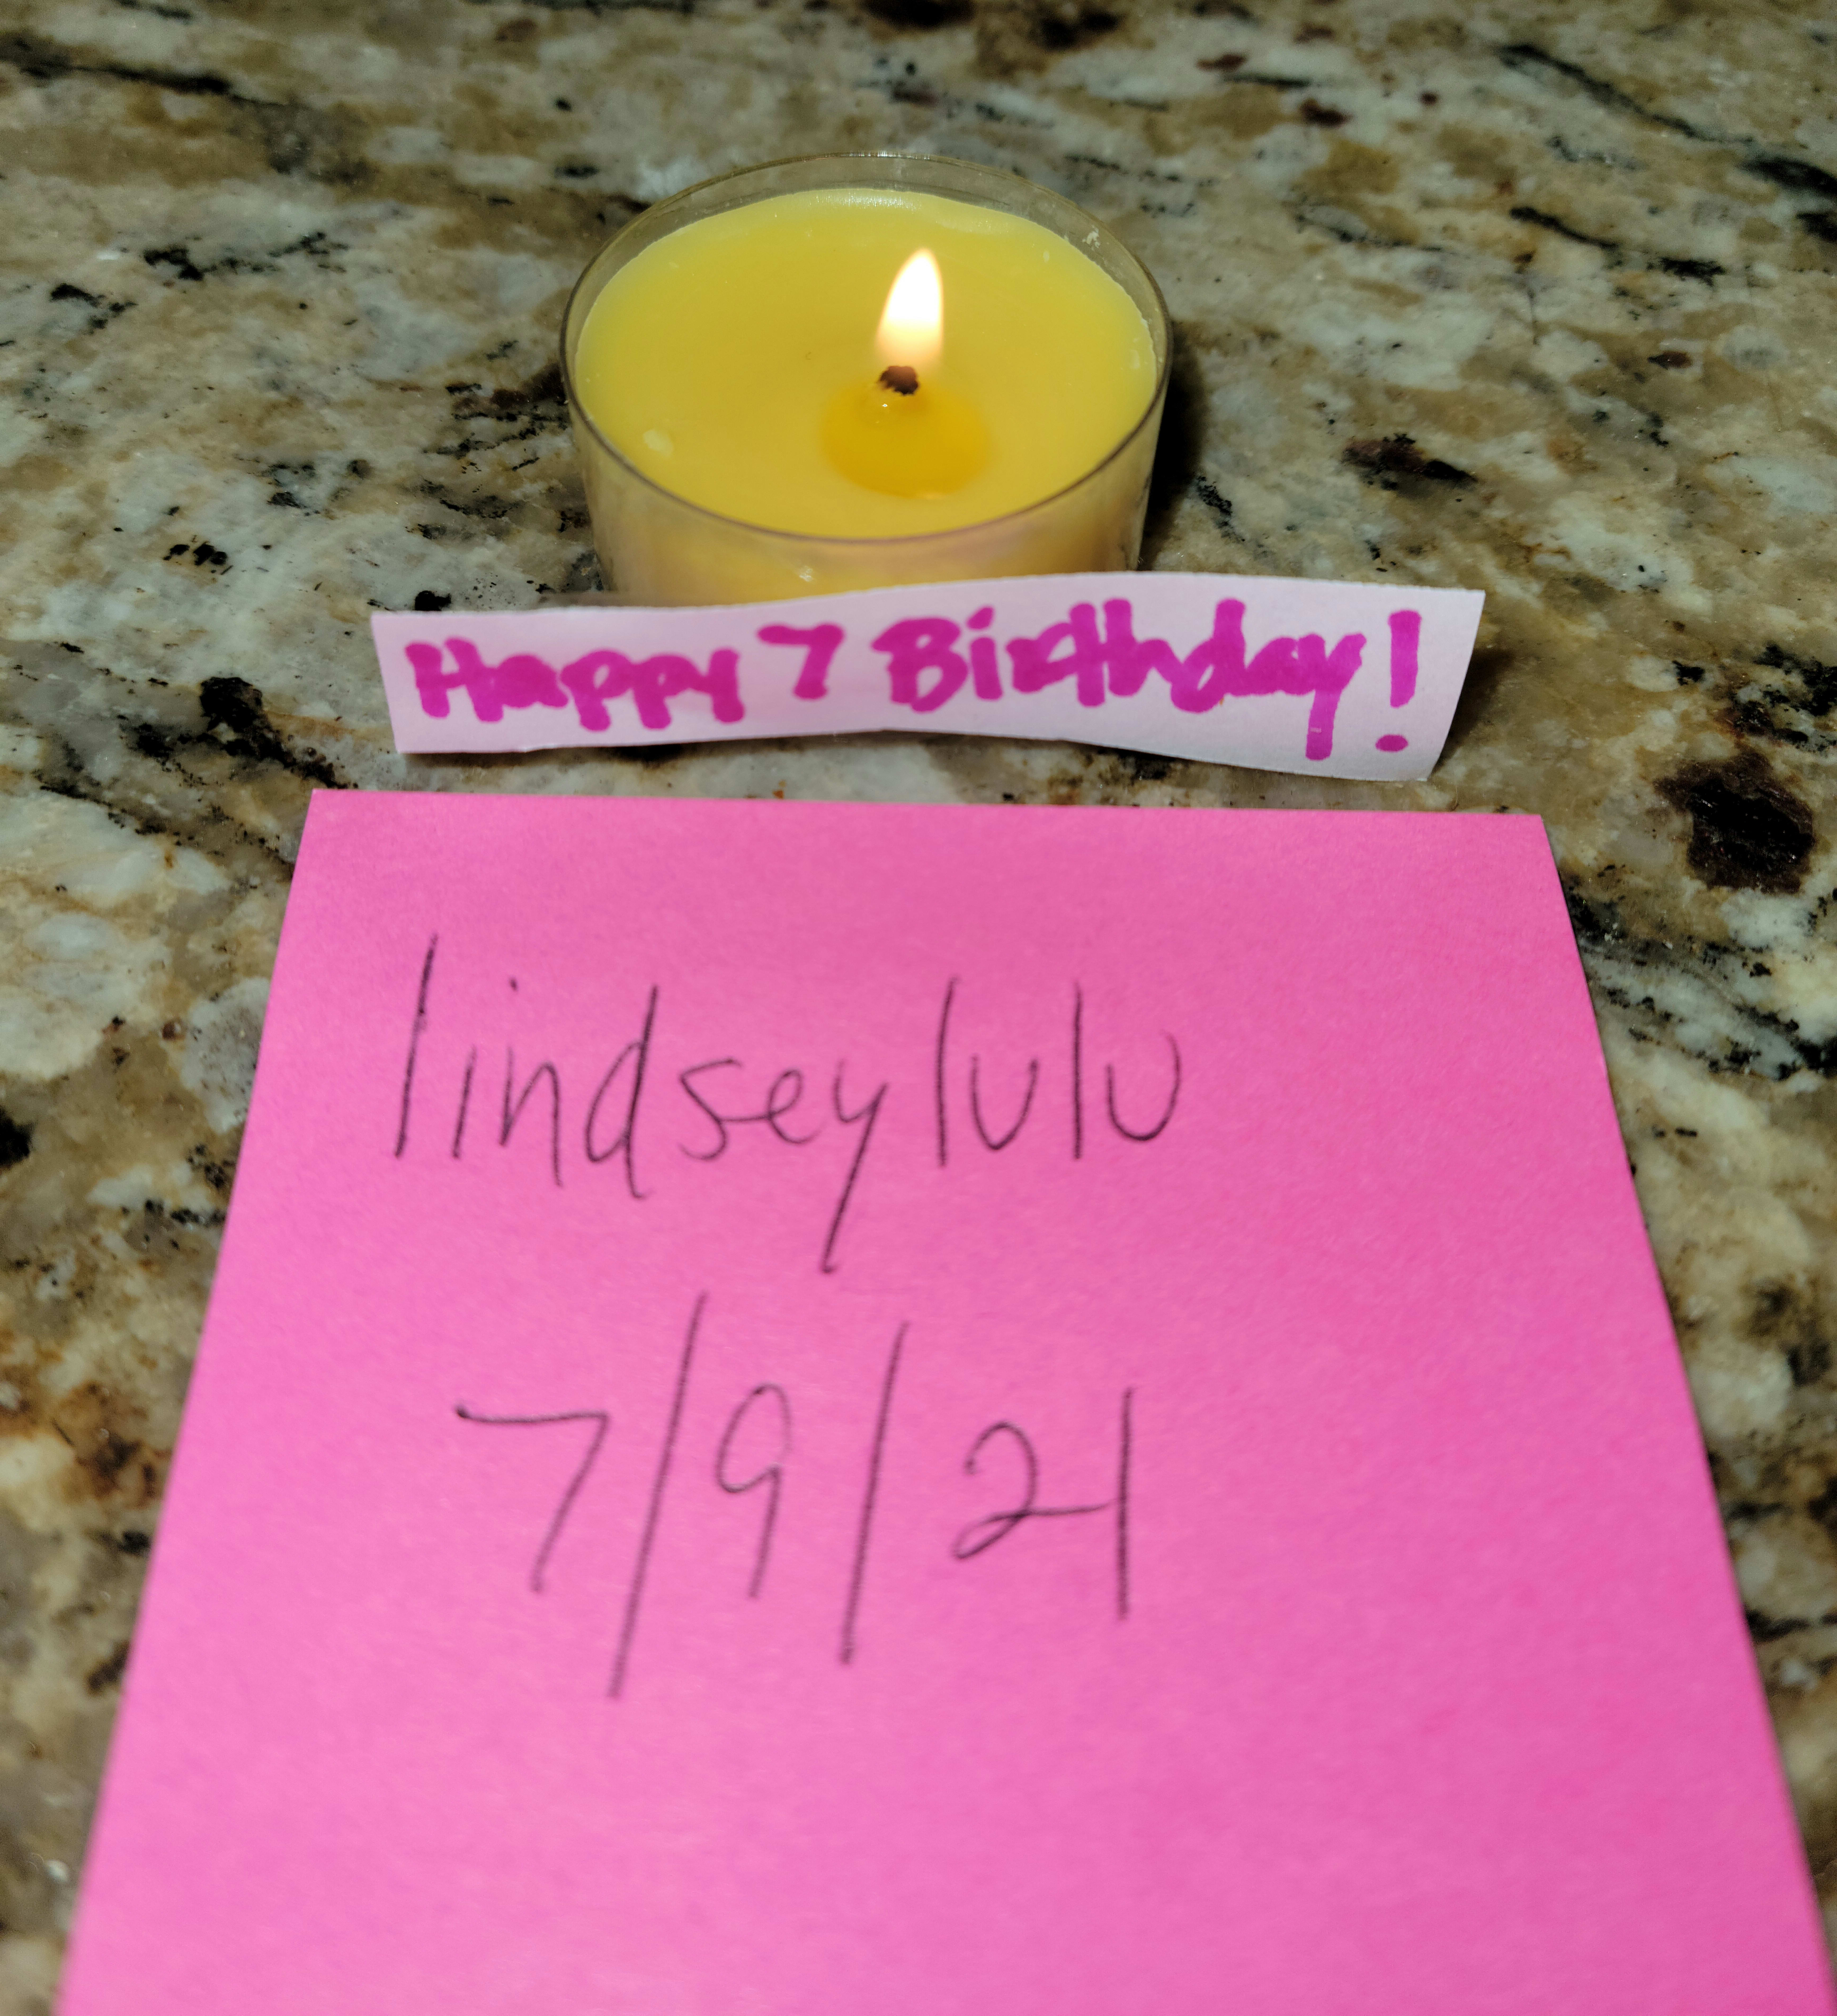 Happy 7 Birthday!
lindseylulu
7/9/21